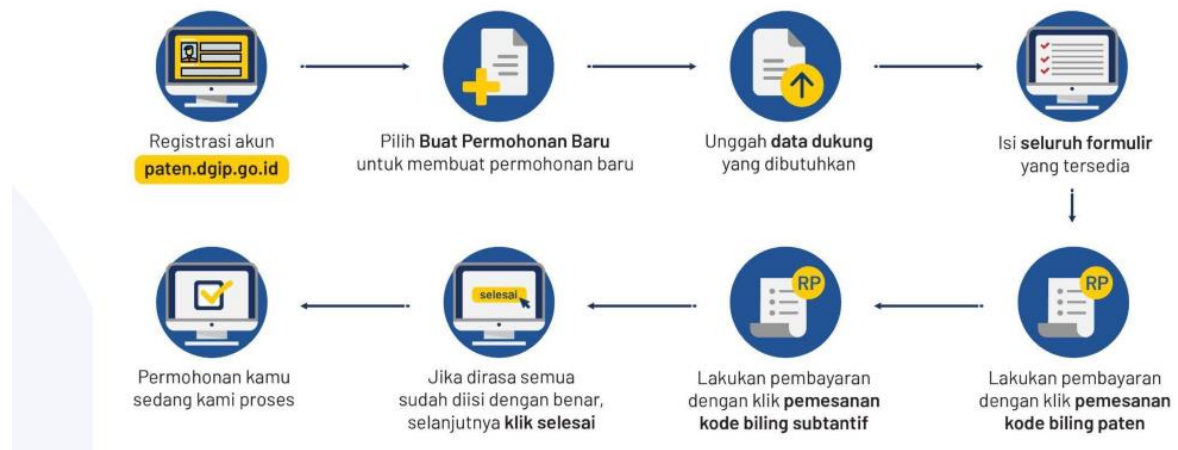 Registrasi akun
paten.dgip.go.id
Pilih Buat Permohonan Baru
untuk membuat permohonan baru
Unggah data dukung
yang dibutuhkan
Isi seluruh formulir
yang tersedia
RP
Lakukan pembayaran
dengan klik pemesanan
kode biling paten
RP
Lakukan pembayaran
dengan klik pemesanan
kode biling subtantif
selesai
Jika dirasa semua
sudah diisi dengan benar,
selanjutnya klik selesai
Permohonan kamu
sedang kami proses